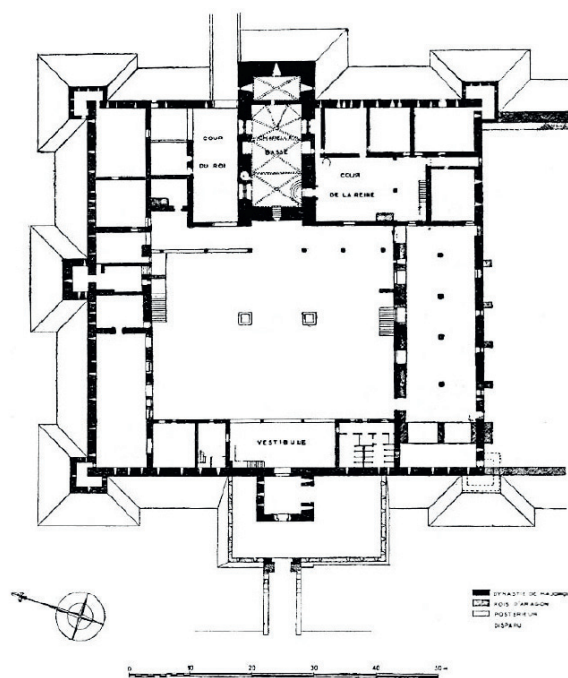 COUR
DU ROI
CHAPELLE
BASSE
COUR
DE LA REINE
VESTIBULE
DYNASTIE DE MAJORQ
ROIS D'ARAGON
POSTERIEUR
DISPARU
0 10 20 30 40 50 m